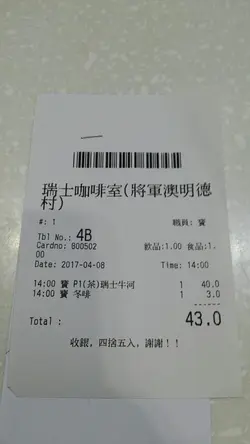 瑞士咖啡室(將軍澳明德
村)
#: 1 職員: 寶
Tbl No.: 4B
Cardno: 800502 飲品:1.00 食品:1.
00
Date: 2017-04-08 Time: 14:00
14:00 寶 P1(茶)瑞士牛河 1 40.0
14:00 寶 冬啡 1 3.0
Total : 43.0
收銀, 四捨五入, 謝謝!!